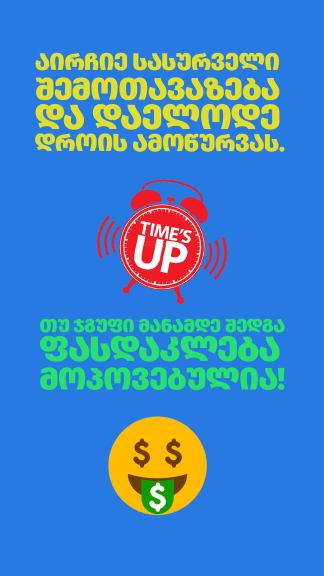 აირჩიე სასურველი
შემოთავაზება
და დაელოდე
დროის ამოწურვას.
TIME'S
UP
თუ ჯგუფი მანამდე შედგა
ფასდაკლება
მოპოვებულია!
$ $
$